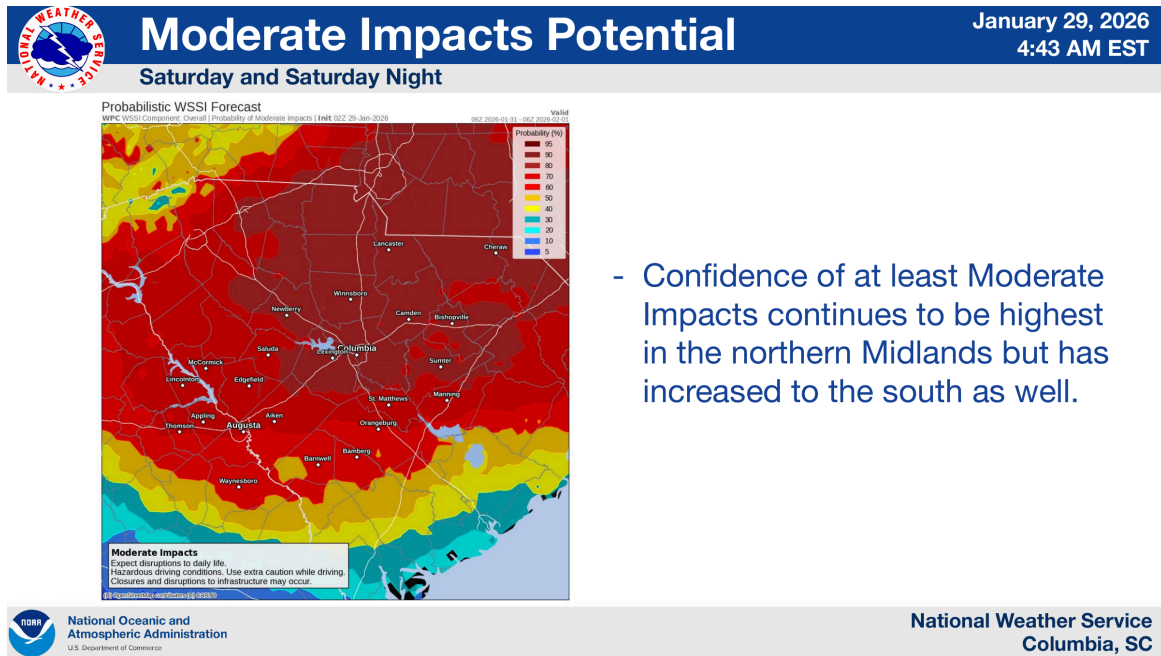 NATIONAL WEATHER SERVICE
Moderate Impacts Potential
January 29, 2026
4:43 AM EST
Saturday and Saturday Night
Probabilistic WSSI Forecast
WPC WSSI Component: Overall | Probability of Moderate Impacts | Init 02Z 29-Jan-2026
Valid
06Z 2026-01-31 - 06Z 2026-02-01
Probability (%)
95
90
80
70
60
50
40
30
20
10
5
Lancaster
Cheraw
Winnsboro
Newberry
Camden
Bishopville
Saluda
Lexington
Columbia
McCormick
Sumter
Lincolnton
Edgefield
St. Matthews
Manning
Appling
Aiken
Thomson
Augusta
Orangeburg
Barnwell
Bamberg
Waynesboro
Moderate Impacts
Expect disruptions to daily life.
Hazardous driving conditions. Use extra caution while driving.
Closures and disruptions to infrastructure may occur.
(c) OpenStreetMap contributors (c) CARTO
- Confidence of at least Moderate
Impacts continues to be highest
in the northern Midlands but has
increased to the south as well.
NOAA
National Oceanic and
Atmospheric Administration
U.S. Department of Commerce
National Weather Service
Columbia, SC